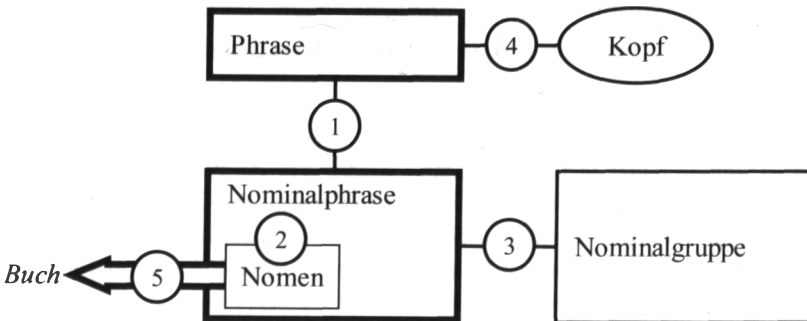 Phrase
4
Kopf
1
Nominalphrase
2
3
Nominalgruppe
Buch
5
Nomen